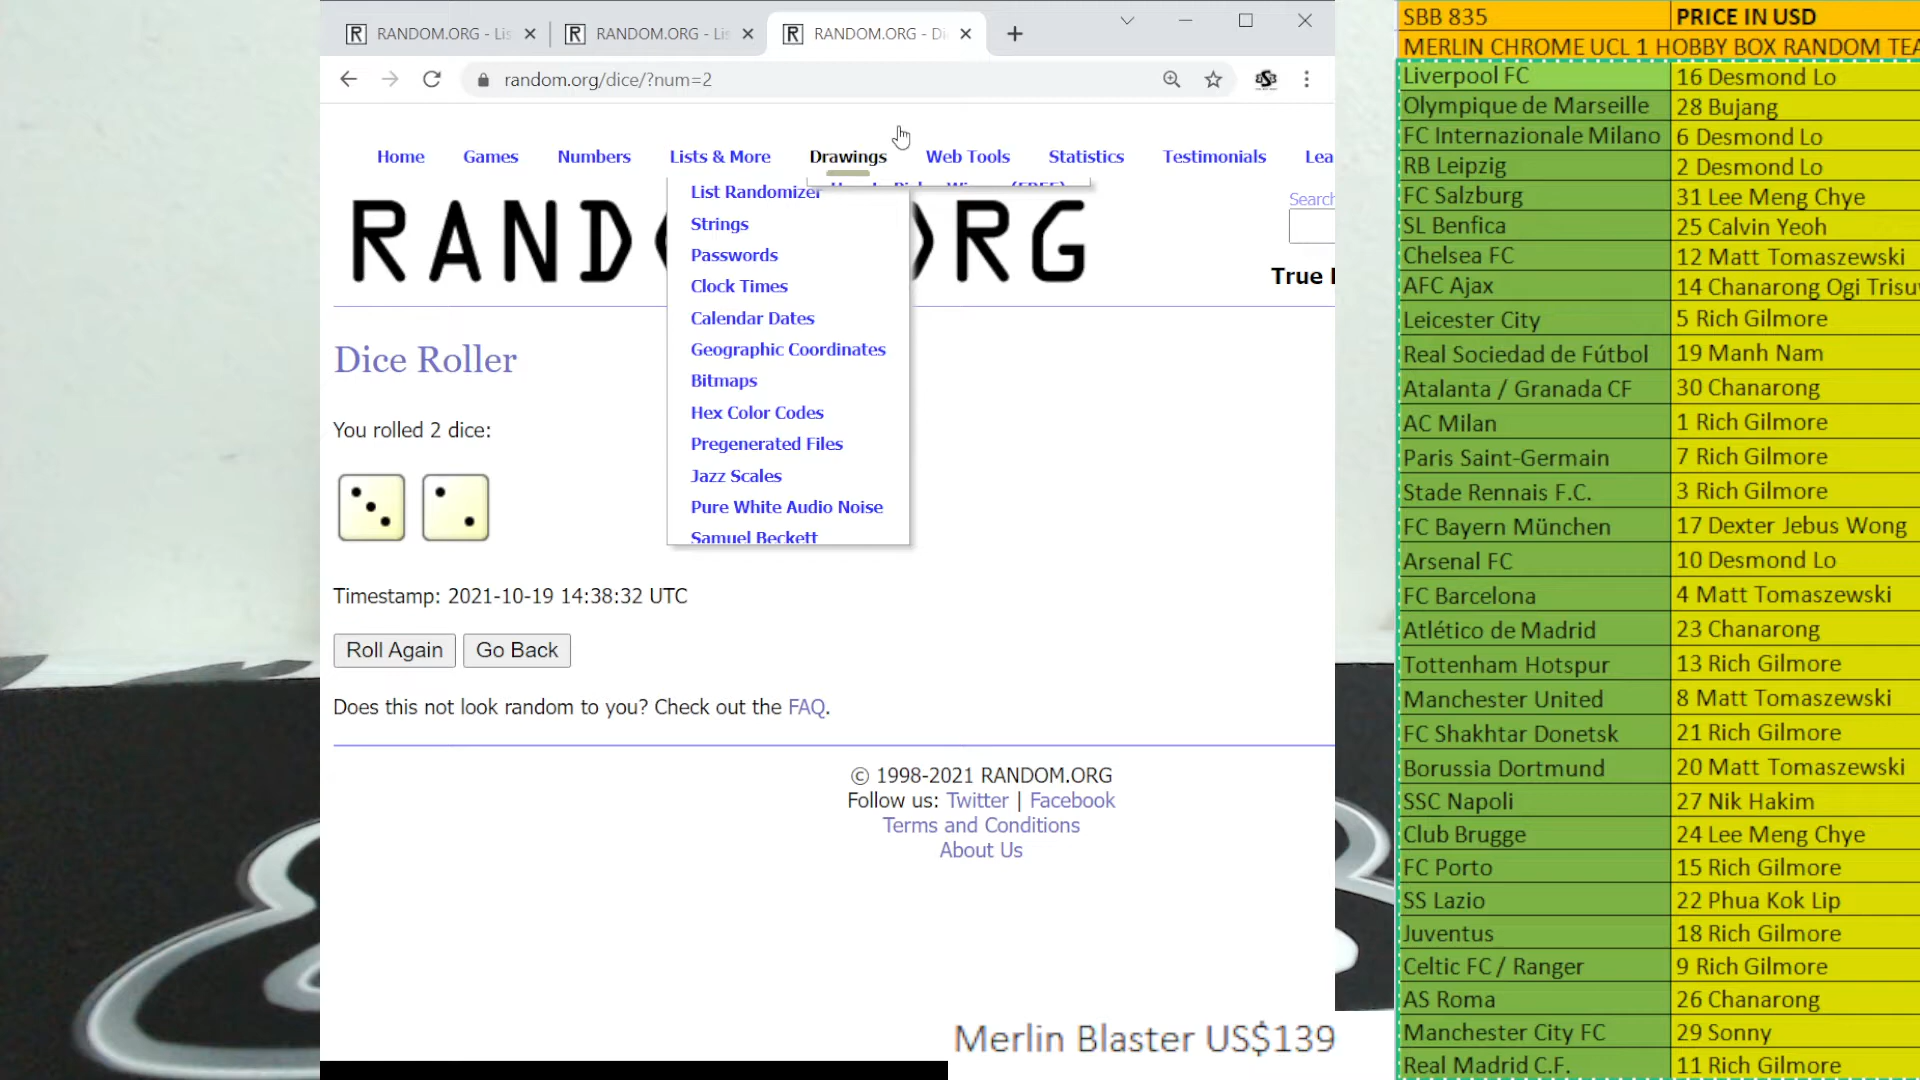 RANDOM.ORG - Lis
RANDOM.ORG - Lis
RANDOM.ORG - Di
random.org/dice/?num=2
Home
Games
Numbers
Lists & More
Drawings
Web Tools
Statistics
Testimonials
Lea
List Randomizer
Strings
Passwords
Clock Times
Calendar Dates
Geographic Coordinates
Bitmaps
Hex Color Codes
Pregenerated Files
Jazz Scales
Pure White Audio Noise
Samuel Beckett
Search
True
Dice Roller
You rolled 2 dice:
Timestamp: 2021-10-19 14:38:32 UTC
Roll Again
Go Back
Does this not look random to you? Check out the FAQ.
© 1998-2021 RANDOM.ORG
Follow us: Twitter | Facebook
Terms and Conditions
About Us
Merlin Blaster US$139
SBB 835 PRICE IN USD
MERLIN CHROME UCL 1 HOBBY BOX RANDOM TEA
Liverpool FC 16 Desmond Lo
Olympique de Marseille 28 Bujang
FC Internazionale Milano 6 Desmond Lo
RB Leipzig 2 Desmond Lo
FC Salzburg 31 Lee Meng Chye
SL Benfica 25 Calvin Yeoh
Chelsea FC 12 Matt Tomaszewski
AFC Ajax 14 Chanarong Ogi Trisuv
Leicester City 5 Rich Gilmore
Real Sociedad de Fútbol 19 Manh Nam
Atalanta / Granada CF 30 Chanarong
AC Milan 1 Rich Gilmore
Paris Saint-Germain 7 Rich Gilmore
Stade Rennais F.C. 3 Rich Gilmore
FC Bayern München 17 Dexter Jebus Wong
Arsenal FC 10 Desmond Lo
FC Barcelona 4 Matt Tomaszewski
Atlético de Madrid 23 Chanarong
Tottenham Hotspur 13 Rich Gilmore
Manchester United 8 Matt Tomaszewski
FC Shakhtar Donetsk 21 Rich Gilmore
Borussia Dortmund 20 Matt Tomaszewski
SSC Napoli 27 Nik Hakim
Club Brugge 24 Lee Meng Chye
FC Porto 15 Rich Gilmore
SS Lazio 22 Phua Kok Lip
Juventus 18 Rich Gilmore
Celtic FC / Ranger 9 Rich Gilmore
AS Roma 26 Chanarong
Manchester City FC 29 Sonny
Real Madrid C.F. 11 Rich Gilmore